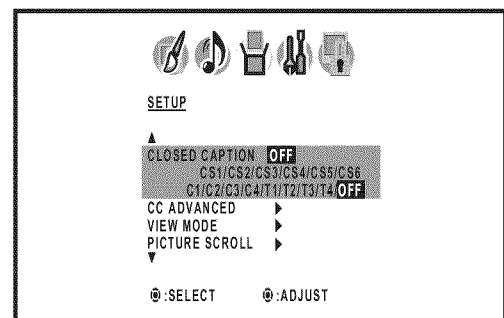 SETUP
CLOSED CAPTION OFF
CS1/CS2/CS3/CS4/CS5/CS6
C1/C2/C3/C4/T1/T2/T3/T4/OFF
CC ADVANCED
VIEW MODE
PICTURE SCROLL
:SELECT :ADJUST